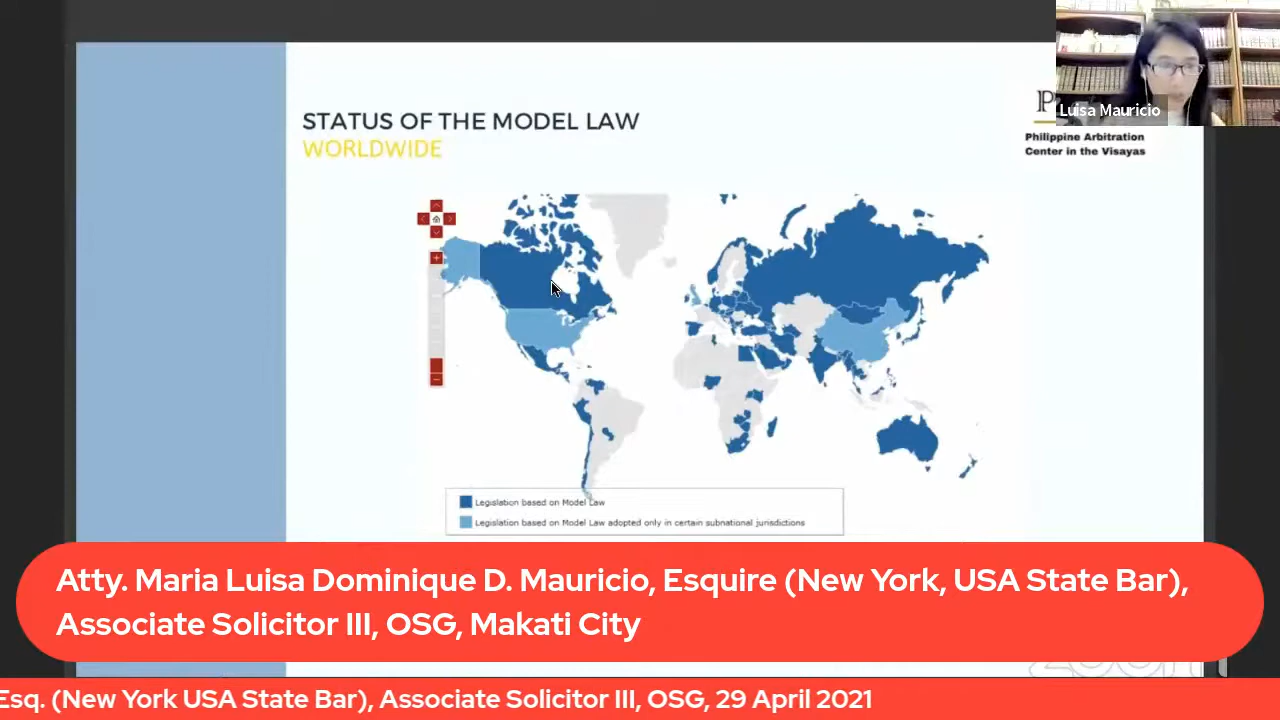 STATUS OF THE MODEL LAW
WORLDWIDE
P
Luisa Mauricio
Philippine Arbitration
Center in the Visayas
Legislation based on Model Law
Legislation based on Model Law adopted only in certain subnational jurisdictions
Atty. Maria Luisa Dominique D. Mauricio, Esquire (New York, USA State Bar),
Associate Solicitor III, OSG, Makati City
zoom
Esq. (New York USA State Bar), Associate Solicitor III, OSG, 29 April 2021